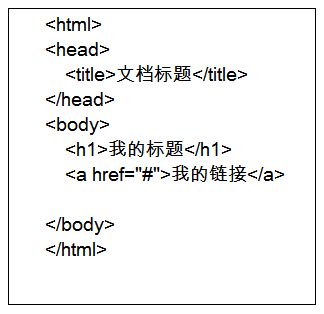 <html>
<head>
<title>文档标题</title>
</head>
<body>
<h1>我的标题</h1>
<a href="#">我的链接</a>
</body>
</html>